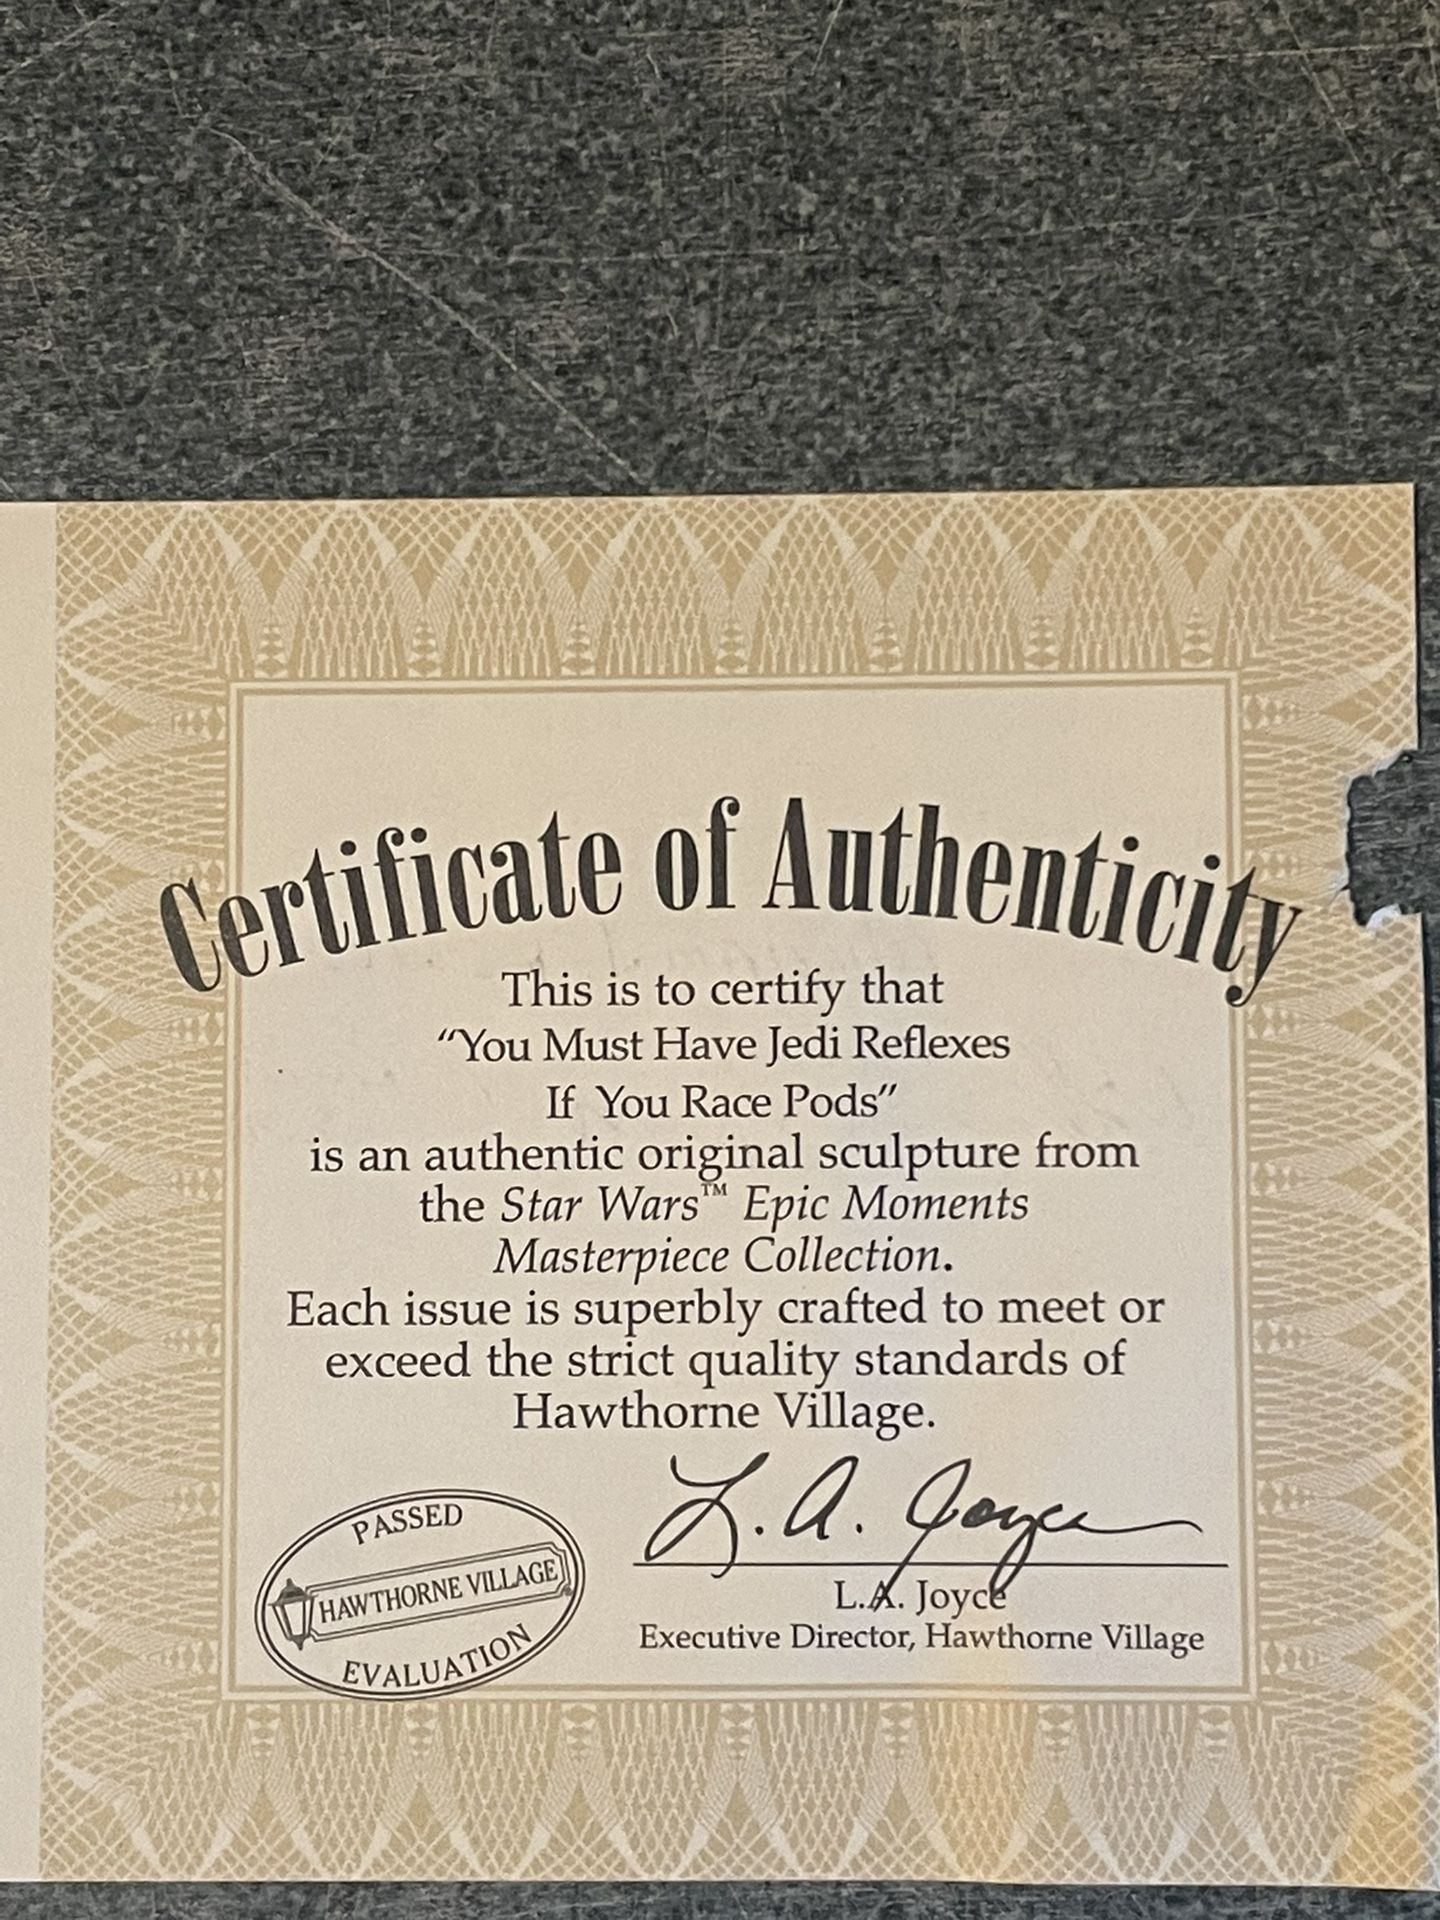 Certificate of Authenticity
This is to certify that
“You Must Have Jedi Reflexes
If You Race Pods”
is an authentic original sculpture from
the Star Wars™ Epic Moments
Masterpiece Collection.
Each issue is superbly crafted to meet or
exceed the strict quality standards of
Hawthorne Village.
PASSED
HAWTHORNE VILLAGE
EVALUATION
L. A. Joyce
L.A. Joyce
Executive Director, Hawthorne Village